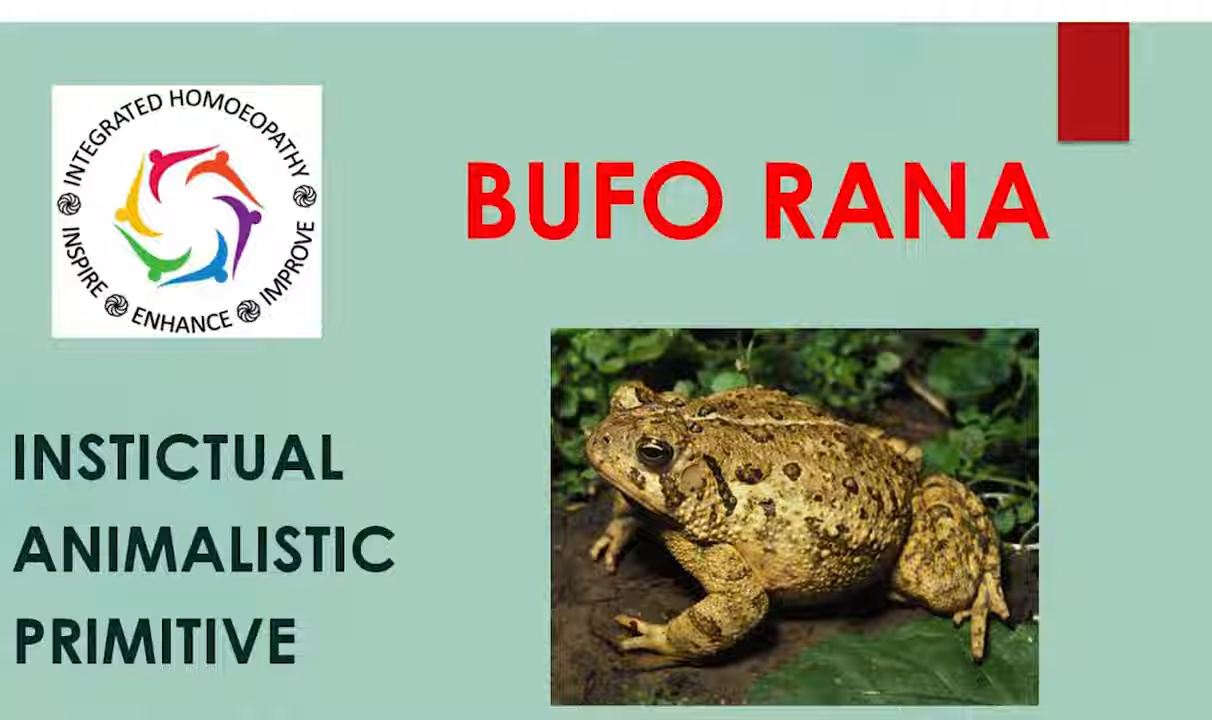 INTEGRATED HOMOEOPATHY
INSPIRE ENHANCE IMPROVE
BUFO RANA
INSTICTUAL
ANIMALISTIC
PRIMITIVE